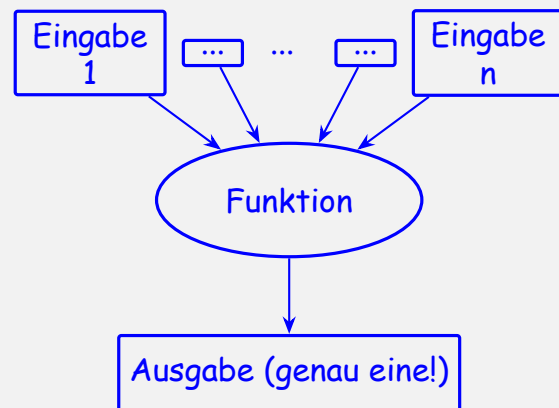 Eingabe
1
...
...
...
Eingabe
n
Funktion
Ausgabe (genau eine!)